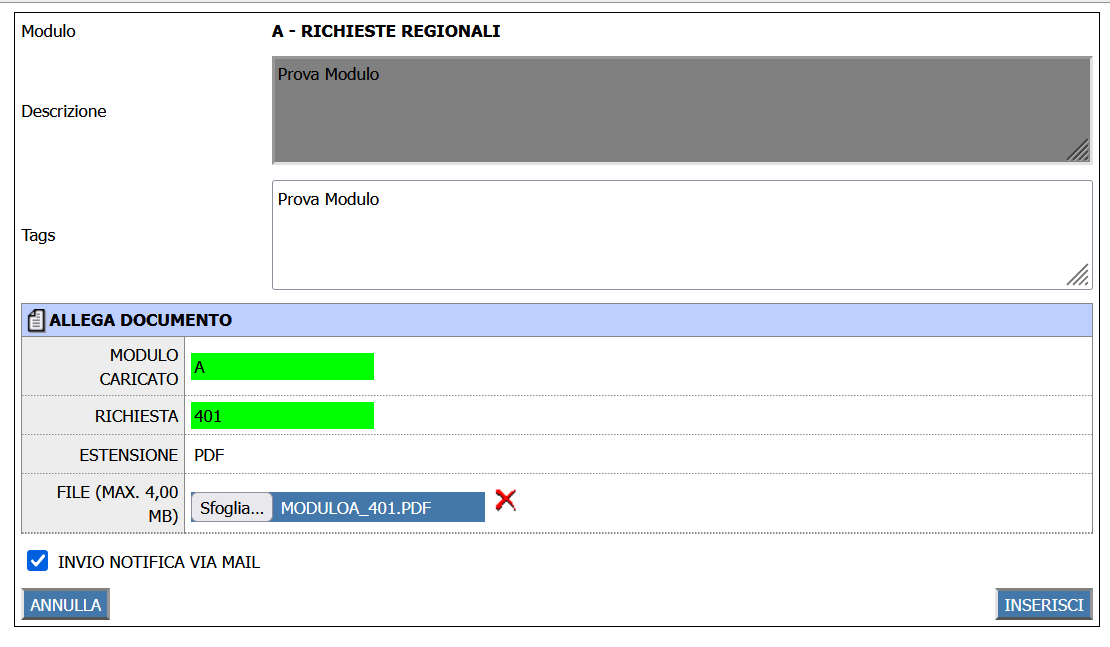 Modulo A - RICHIESTE REGIONALI
Descrizione Prova Modulo
Tags Prova Modulo
ALLEGA DOCUMENTO
MODULO
CARICATO A
RICHIESTA 401
ESTENSIONE PDF
FILE (MAX. 4,00
MB) Sfoglia... MODULOA_401.PDF
INVIO NOTIFICA VIA MAIL
ANNULLA INSERISCI